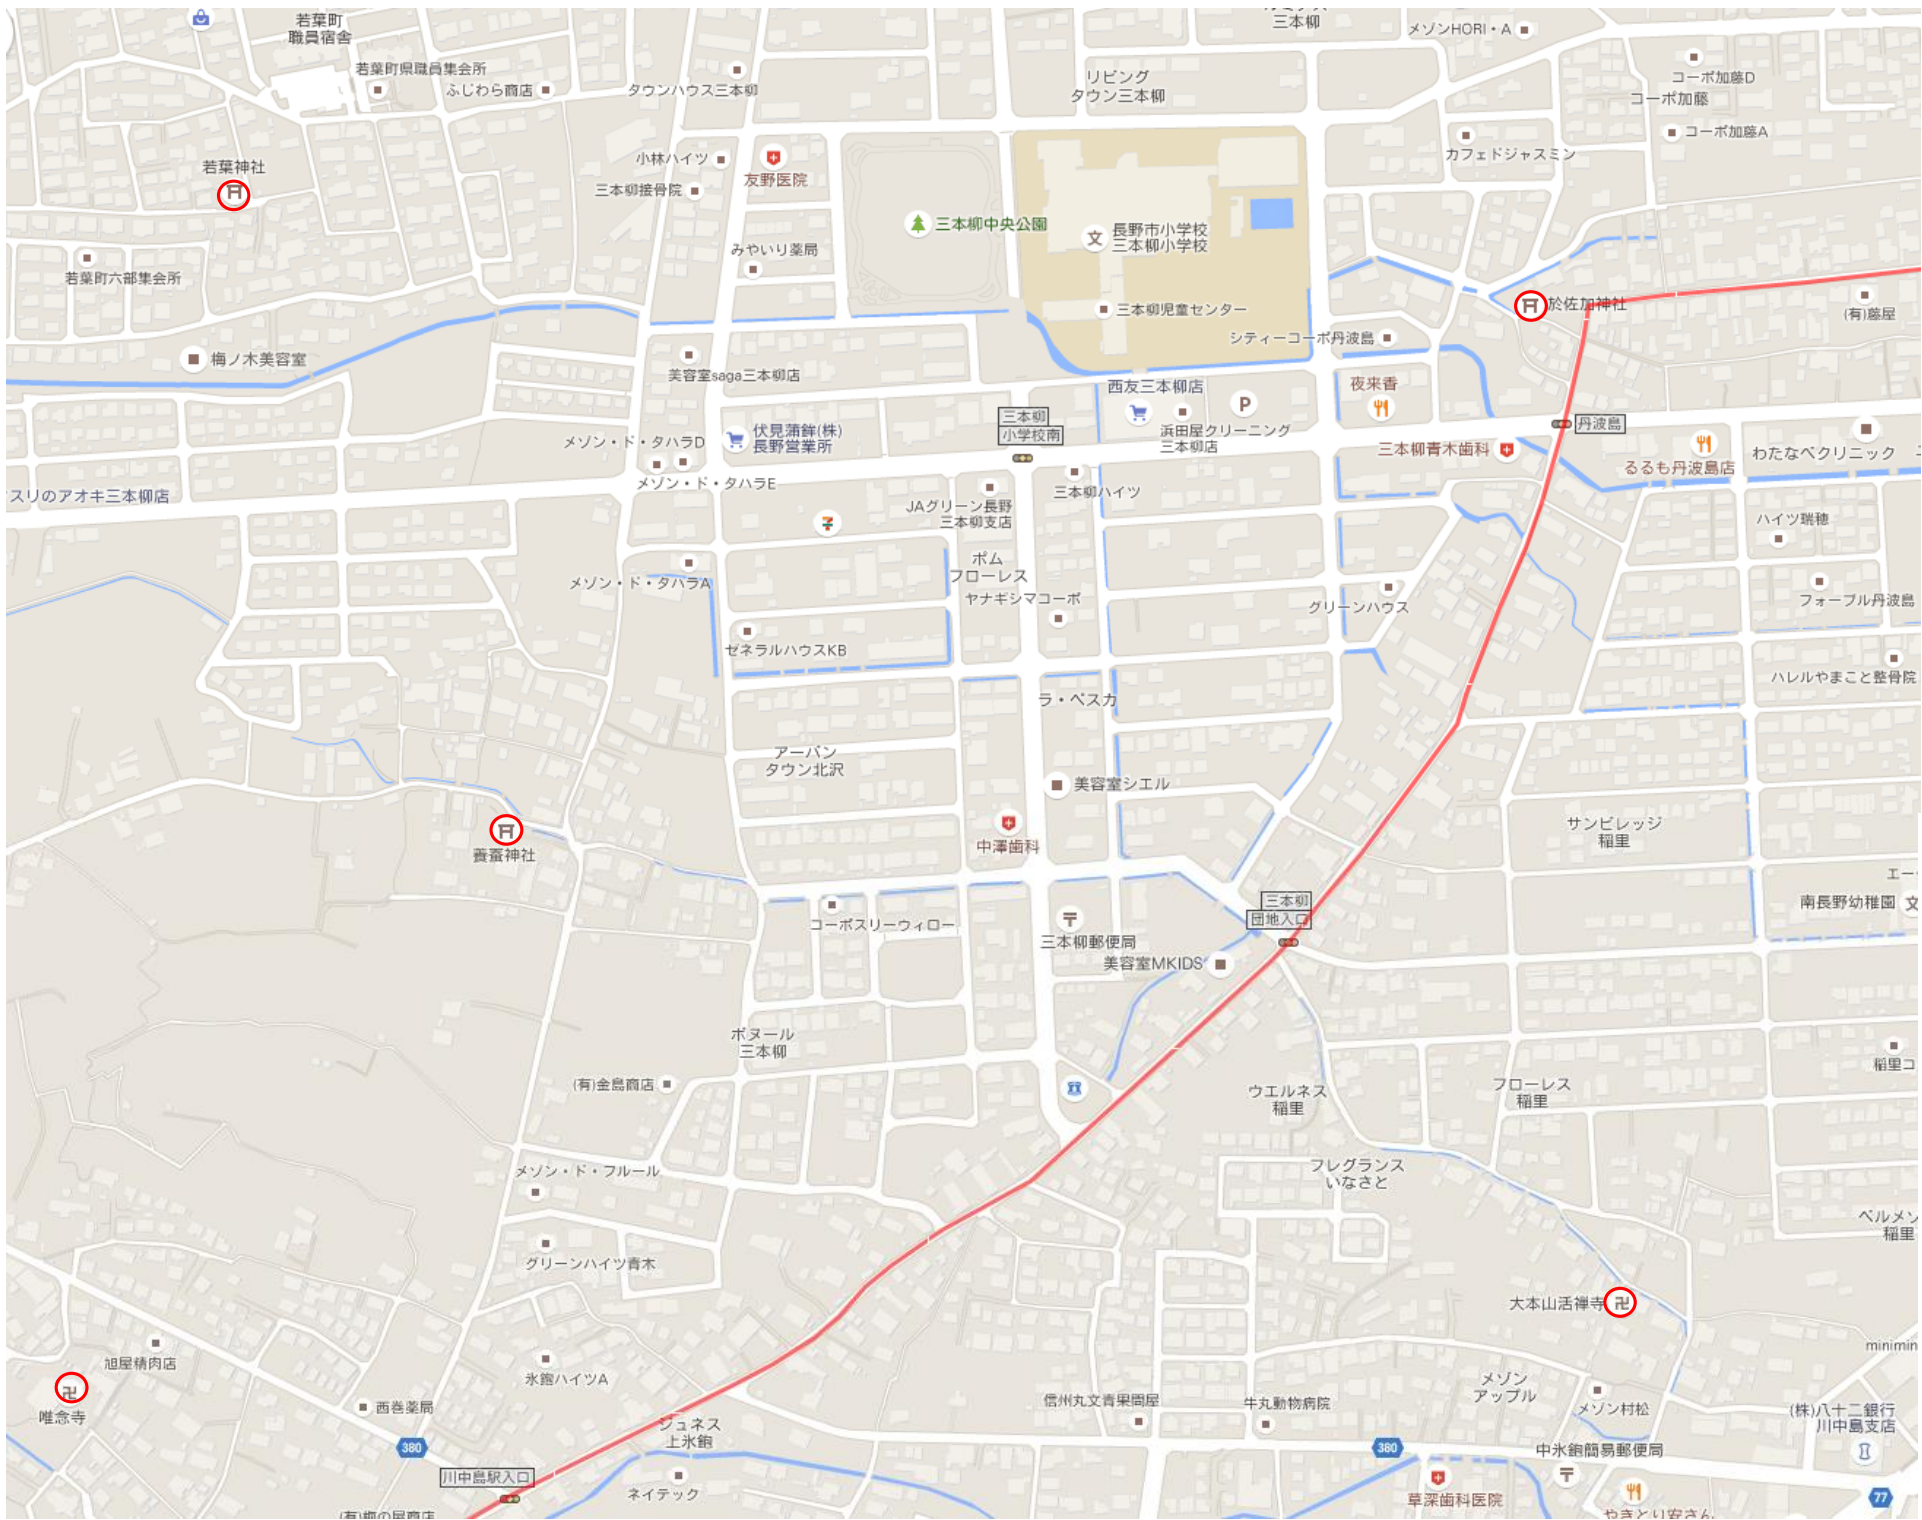 若葉町
職員宿舎
若葉町県職員集会所
ふじわら商店
タウンハウス三本柳
三本柳
メゾンHORI・A
リビング
タウン三本柳
コーポ加藤D
コーポ加藤
コーポ加藤A
カフェドジャスミン
若葉神社
小林ハイツ
三本柳接骨院
友野医院
三本柳中央公園
文
長野市小学校
三本柳小学校
みやいり薬局
若葉町六部集会所
三本柳児童センター
於佐加神社
(有)藤屋
シティーコーポ丹波島
梅ノ木美容室
美容室saga三本柳店
西友三本柳店
P
夜来香
三本柳
小学校南
浜田屋クリーニング
三本柳店
丹波島
伏見蒲鉾(株)
長野営業所
メゾン・ド・タハラD
メゾン・ド・タハラE
三本柳青木歯科
るるも丹波島店
わたなべクリニック
スリのアオキ三本柳店
JAグリーン長野
三本柳支店
三本柳ハイツ
ハイツ瑞穂
ポム
フローレス
ヤナギシマコーポ
メゾン・ド・タハラA
グリーンハウス
フォーブル丹波島
ゼネラルハウスKB
ハレルやまこと整骨院
ラ・ペスカ
アーバン
タウン北沢
美容室シエル
中澤歯科
サンビレッジ
稲里
養蚕神社
エー
南長野幼稚園
文
三本柳
団地入口
コーポスリーウィロー
〒
三本柳郵便局
美容室MKIDS
ボヌール
三本柳
(有)金島商店
ウエルネス
稲里
フローレス
稲里
稲里コ
メゾン・ド・フルール
フレグランス
いなさと
ベルメゾ
稲里
グリーンハイツ青木
大本山活禅寺
卍
minimin
旭屋精肉店
氷鉋ハイツA
卍
唯念寺
西巻薬局
メゾン
アップル
メゾン村松
信州丸文青果問屋
牛丸動物病院
(株)八十二銀行
川中島支店
ジュネス
上氷鉋
380
380
中氷鉋簡易郵便局
〒
川中島駅入口
ネイテック
草深歯科医院
やきとり安さん
77